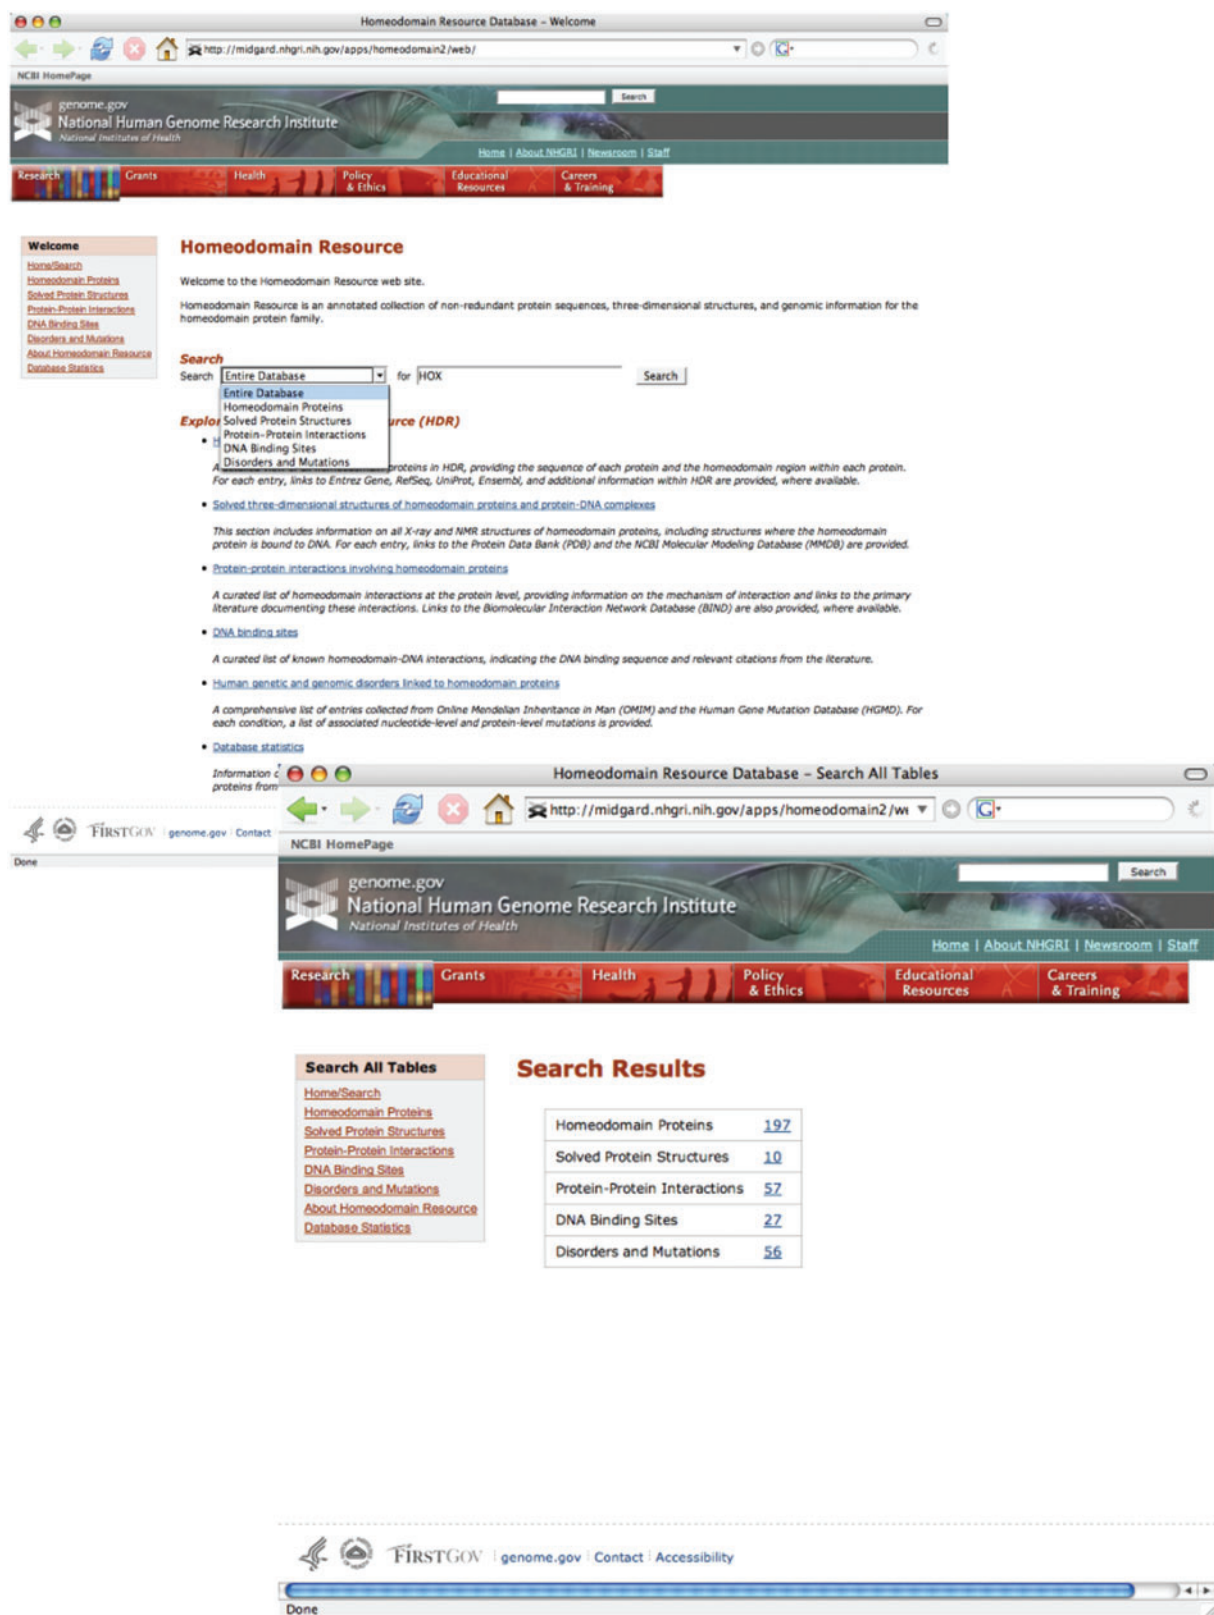 Homeodomain Resource Database – Welcome
http://midgard.nhgri.nih.gov/apps/homeodomain2/web/
NCBI HomePage
Search
genome.gov
National Human Genome Research Institute
National Institutes of Health
Home | About NHGRI | Newsroom | Staff
Research
Grants
Health
Policy & Ethics
Educational Resources
Careers & Training
Welcome
Home/Search
Homeodomain Proteins
Solved Protein Structures
Protein-Protein Interactions
DNA Binding Sites
Disorders and Mutations
About Homeodomain Resource
Database Statistics
Homeodomain Resource
Welcome to the Homeodomain Resource web site.
Homeodomain Resource is an annotated collection of non-redundant protein sequences, three-dimensional structures, and genomic information for the
homeodomain protein family.
Search
Search Entire Database for HOX Search
Entire Database
Homeodomain Proteins
Solved Protein Structures
Protein-Protein Interactions
DNA Binding Sites
Disorders and Mutations
Explor urce (HDR)
• H
A proteins in HDR, providing the sequence of each protein and the homeodomain region within each protein.
For each entry, links to Entrez Gene, RefSeq, UniProt, Ensembl, and additional information within HDR are provided, where available.
• Solved three-dimensional structures of homeodomain proteins and protein-DNA complexes
This section includes information on all X-ray and NMR structures of homeodomain proteins, including structures where the homeodomain
protein is bound to DNA. For each entry, links to the Protein Data Bank (PDB) and the NCBI Molecular Modeling Database (MMDB) are provided.
• Protein-protein interactions involving homeodomain proteins
A curated list of homeodomain interactions at the protein level, providing information on the mechanism of interaction and links to the primary
literature documenting these interactions. Links to the Biomolecular Interaction Network Database (BIND) are also provided, where available.
• DNA binding sites
A curated list of known homeodomain-DNA interactions, indicating the DNA binding sequence and relevant citations from the literature.
• Human genetic and genomic disorders linked to homeodomain proteins
A comprehensive list of entries collected from Online Mendelian Inheritance in Man (OMIM) and the Human Gene Mutation Database (HGMD). For
each condition, a list of associated nucleotide-level and protein-level mutations is provided.
• Database statistics
Information
proteins from
FIRSTGOV genome.gov Contact
Done
Homeodomain Resource Database – Search All Tables
http://midgard.nhgri.nih.gov/apps/homeodomain2/we
NCBI HomePage
Search
genome.gov
National Human Genome Research Institute
National Institutes of Health
Home | About NHGRI | Newsroom | Staff
Research
Grants
Health
Policy & Ethics
Educational Resources
Careers & Training
Search All Tables
Home/Search
Homeodomain Proteins
Solved Protein Structures
Protein-Protein Interactions
DNA Binding Sites
Disorders and Mutations
About Homeodomain Resource
Database Statistics
Search Results
Homeodomain Proteins 197
Solved Protein Structures 10
Protein-Protein Interactions 57
DNA Binding Sites 27
Disorders and Mutations 56
FIRSTGOV genome.gov Contact Accessibility
Done